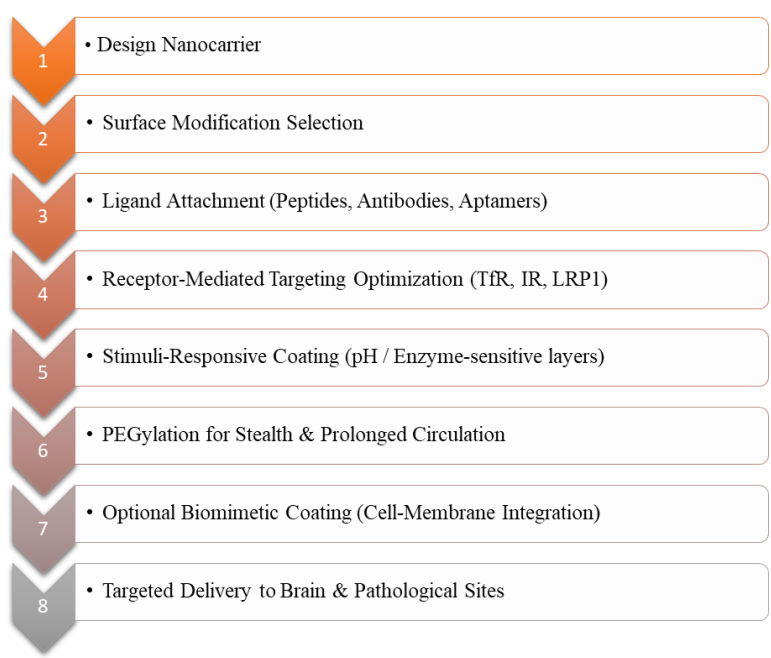 1
• Design Nanocarrier
2
• Surface Modification Selection
3
• Ligand Attachment (Peptides, Antibodies, Aptamers)
4
• Receptor-Mediated Targeting Optimization (TfR, IR, LRP1)
5
• Stimuli-Responsive Coating (pH / Enzyme-sensitive layers)
6
• PEGylation for Stealth & Prolonged Circulation
7
• Optional Biomimetic Coating (Cell-Membrane Integration)
8
• Targeted Delivery to Brain & Pathological Sites